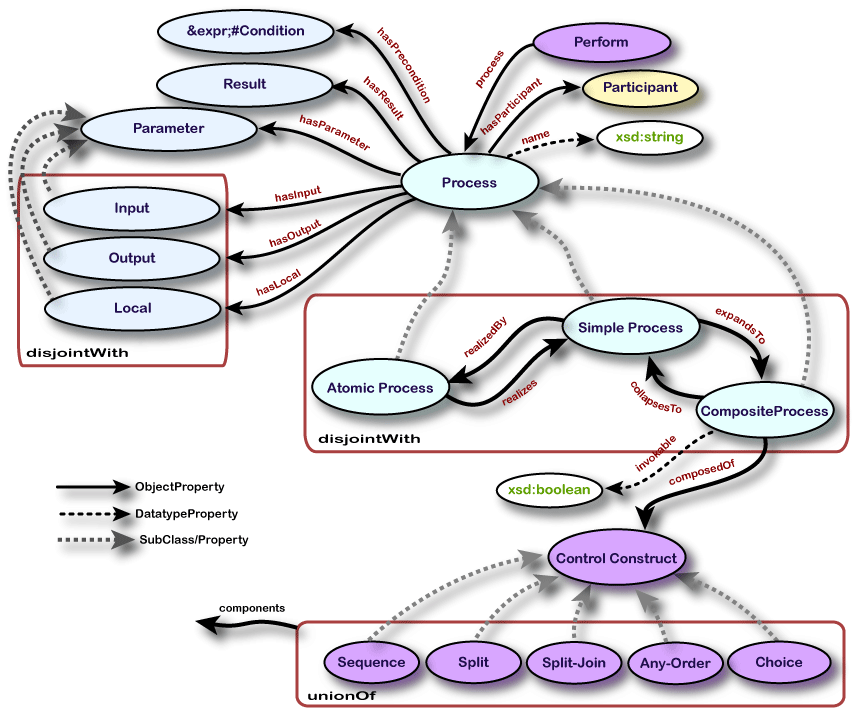 &expr;#Condition
hasPrecondition
Perform
process
Result
hasResult
hasParticipant
Participant
Parameter
hasParameter
name
xsd:string
Process
Input
hasInput
Output
hasOutput
Local
hasLocal
disjointWith
realizedBy
Simple Process
expandsTo
Atomic Process
realizes
collapsesTo
CompositeProcess
disjointWith
invokable
composedOf
xsd:boolean
ObjectProperty
DatatypeProperty
SubClass/Property
Control Construct
components
Sequence
Split
Split-Join
Any-Order
Choice
unionOf